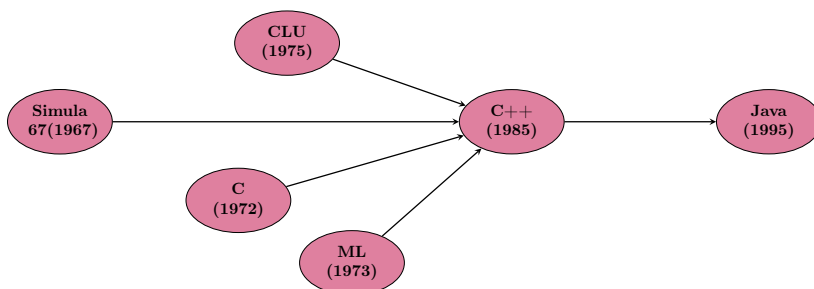 CLU
(1975)
Simula
67(1967)
C++
(1985)
Java
(1995)
C
(1972)
ML
(1973)